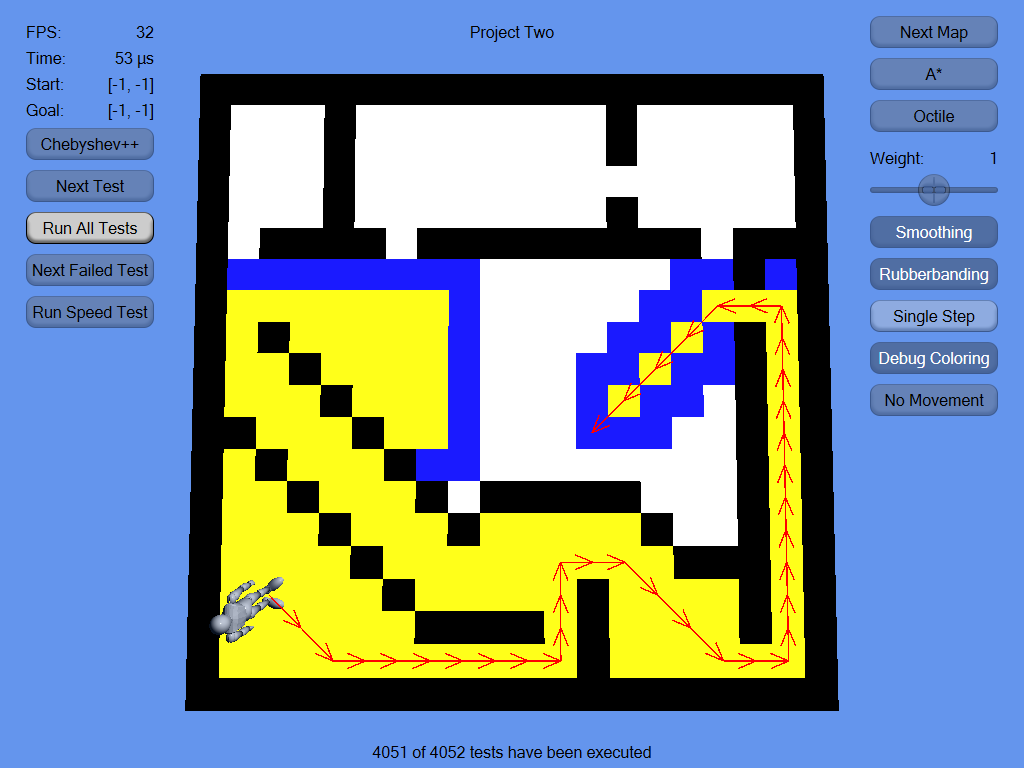 FPS: 32
Time: 53 µs
Start: [-1, -1]
Goal: [-1, -1]
Chebyshev++
Next Test
Run All Tests
Next Failed Test
Run Speed Test
Project Two
Next Map
A*
Octile
Weight: 1
Smoothing
Rubberbanding
Single Step
Debug Coloring
No Movement
4051 of 4052 tests have been executed